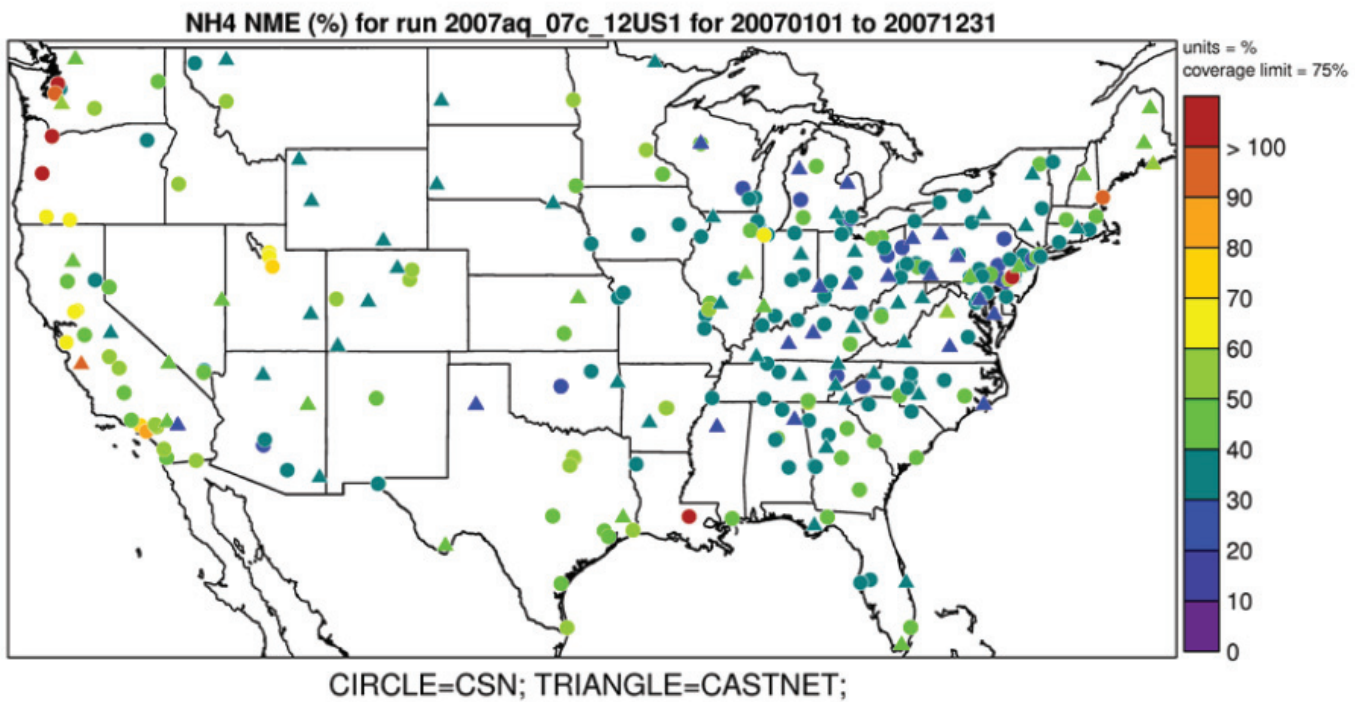 NH4 NME (%) for run 2007aq_07c_12US1 for 20070101 to 20071231
units = %
coverage limit = 75%
> 100
90
80
70
60
50
40
30
20
10
0
CIRCLE=CSN; TRIANGLE=CASTNET;